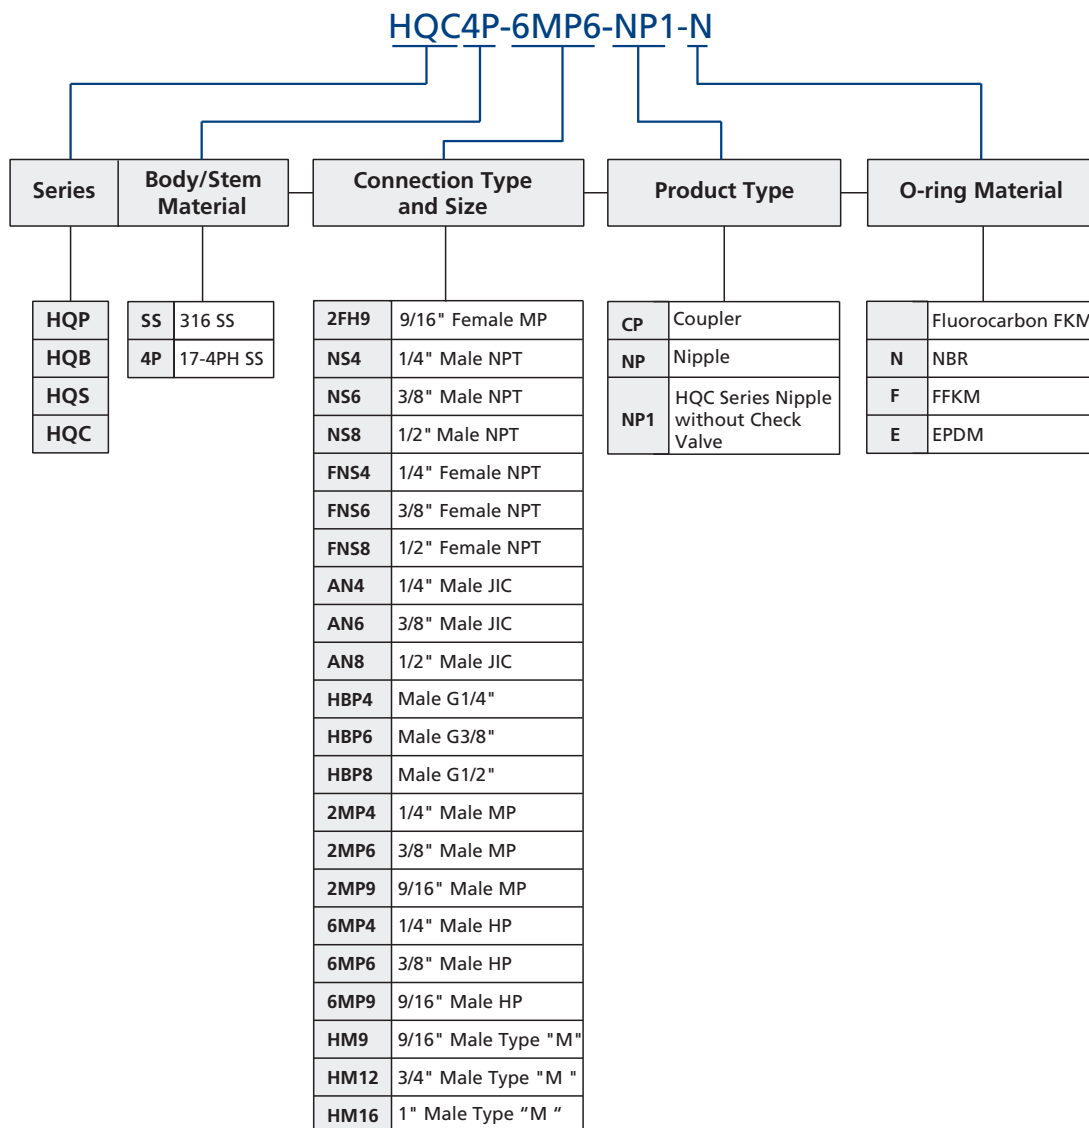 HQC4P-6MP6-NP1-N
Series
Body/Stem
Material
Connection Type
and Size
Product Type
O-ring Material
HQP
HQB
HQS
HQC
SS 316 SS
4P 17-4PH SS
2FH9 9/16" Female MP
NS4 1/4" Male NPT
NS6 3/8" Male NPT
NS8 1/2" Male NPT
FNS4 1/4" Female NPT
FNS6 3/8" Female NPT
FNS8 1/2" Female NPT
AN4 1/4" Male JIC
AN6 3/8" Male JIC
AN8 1/2" Male JIC
HBP4 Male G1/4"
HBP6 Male G3/8"
HBP8 Male G1/2"
2MP4 1/4" Male MP
2MP6 3/8" Male MP
2MP9 9/16" Male MP
6MP4 1/4" Male HP
6MP6 3/8" Male HP
6MP9 9/16" Male HP
HM9 9/16" Male Type "M"
HM12 3/4" Male Type "M "
HM16 1" Male Type “M “
CP Coupler
NP Nipple
NP1 HQC Series Nipple
without Check
Valve
Fluorocarbon FKM
N NBR
F FFKM
E EPDM